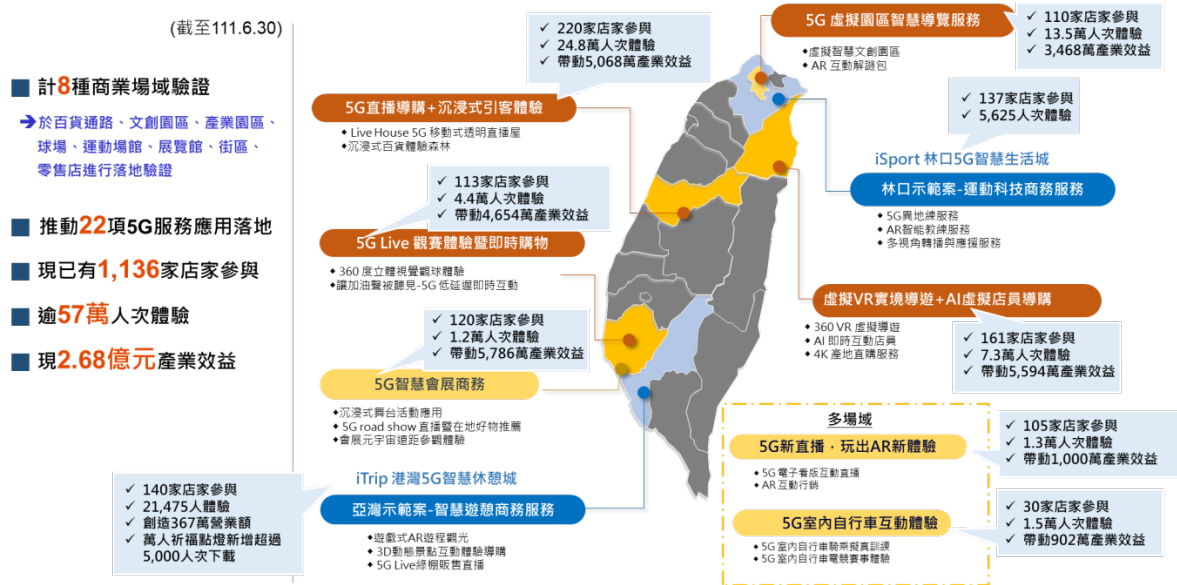 (截至111.6.30)
計8種商業場域驗證
於百貨通路、文創園區、產業園區、
球場、運動場館、展覽館、街區、
零售店進行落地驗證
推動22項5G服務應用落地
現已有1,136家店家參與
逾57萬人次體驗
現2.68億元產業效益
220家店家參與
24.8萬人次體驗
帶動5,068萬產業效益
5G直播導購+沉浸式引客體驗
Live House 5G 移動式透明直播屋
沉浸式百貨體驗森林
113家店家參與
4.4萬人次體驗
帶動4,654萬產業效益
5G Live 觀賽體驗暨即時購物
360 度立體視覺觀球體驗
讓加油聲被聽見-5G 低延遲即時互動
120家店家參與
1.2萬人次體驗
帶動5,786萬產業效益
5G智慧會展商務
沉浸式舞台活動應用
5G road show 直播暨在地好物推薦
會展元宇宙遠距參觀體驗
iTrip 港灣5G智慧休憩城
亞灣示範案-智慧遊憩商務服務
遊戲式AR遊程觀光
3D動態景點互動體驗導購
5G Live綠棚販售直播
140家店家參與
21,475人體驗
創造367萬營業額
萬人祈福點燈新增超過
5,000人次下載
5G 虛擬園區智慧導覽服務
虛擬智慧文創園區
AR 互動解謎包
110家店家參與
13.5萬人次體驗
3,468萬產業效益
137家店家參與
5,625人次體驗
iSport 林口5G智慧生活城
林口示範案-運動科技商務服務
5G異地練服務
AR智能教練服務
多視角轉播與應援服務
虛擬VR實境導遊+AI虛擬店員導購
360 VR 虛擬導遊
AI 即時互動店員
4K 產地直購服務
161家店家參與
7.3萬人次體驗
帶動5,594萬產業效益
多場域
5G新直播．玩出AR新體驗
5G 電子看版互動直播
AR 互動行銷
105家店家參與
1.3萬人次體驗
帶動1,000萬產業效益
5G室內自行車互動體驗
5G 室內自行車騎乘擬真訓課
5G 室內自行車電競賽事體驗
30家店家參與
1.5萬人次體驗
帶動902萬產業效益